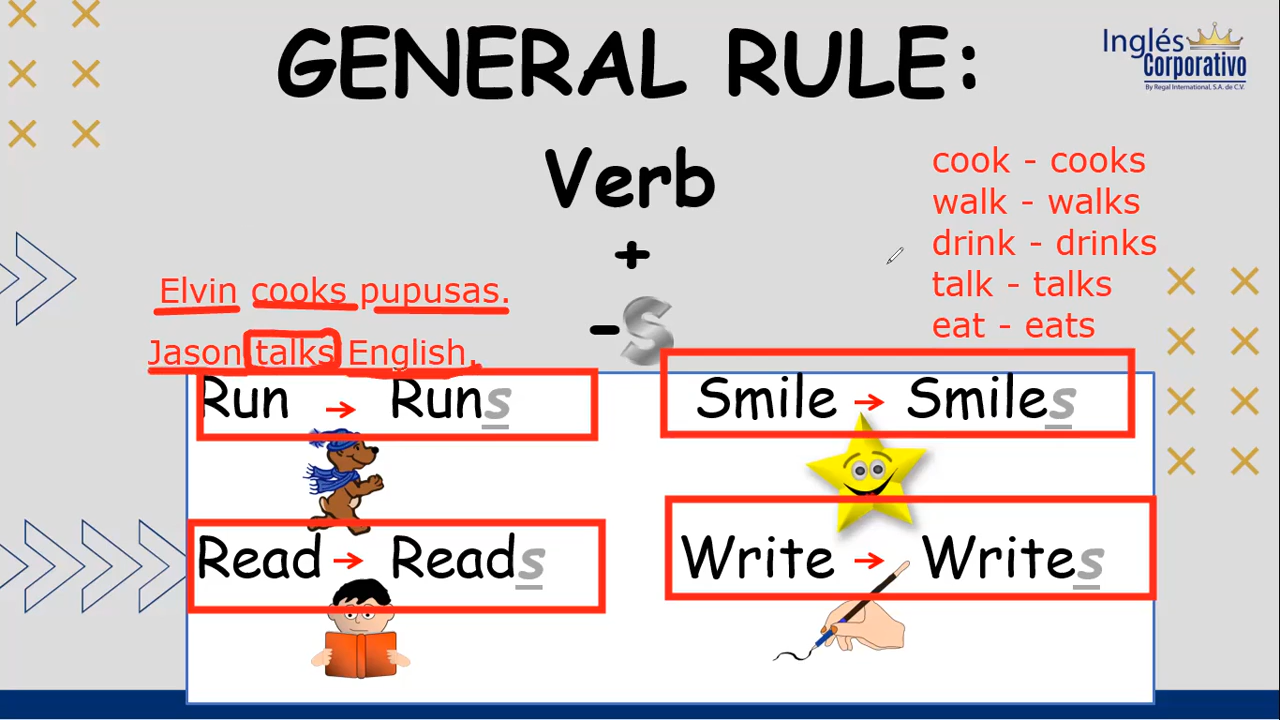 GENERAL RULE:
Inglés
Corporativo
By Regal International, S.A. de C.V.
Verb
+
-s
cook - cooks
walk - walks
drink - drinks
talk - talks
eat - eats
Elvin cooks pupusas.
Jason talks English.
Run → Runs
Smile → Smiles
Read → Reads
Write → Writes